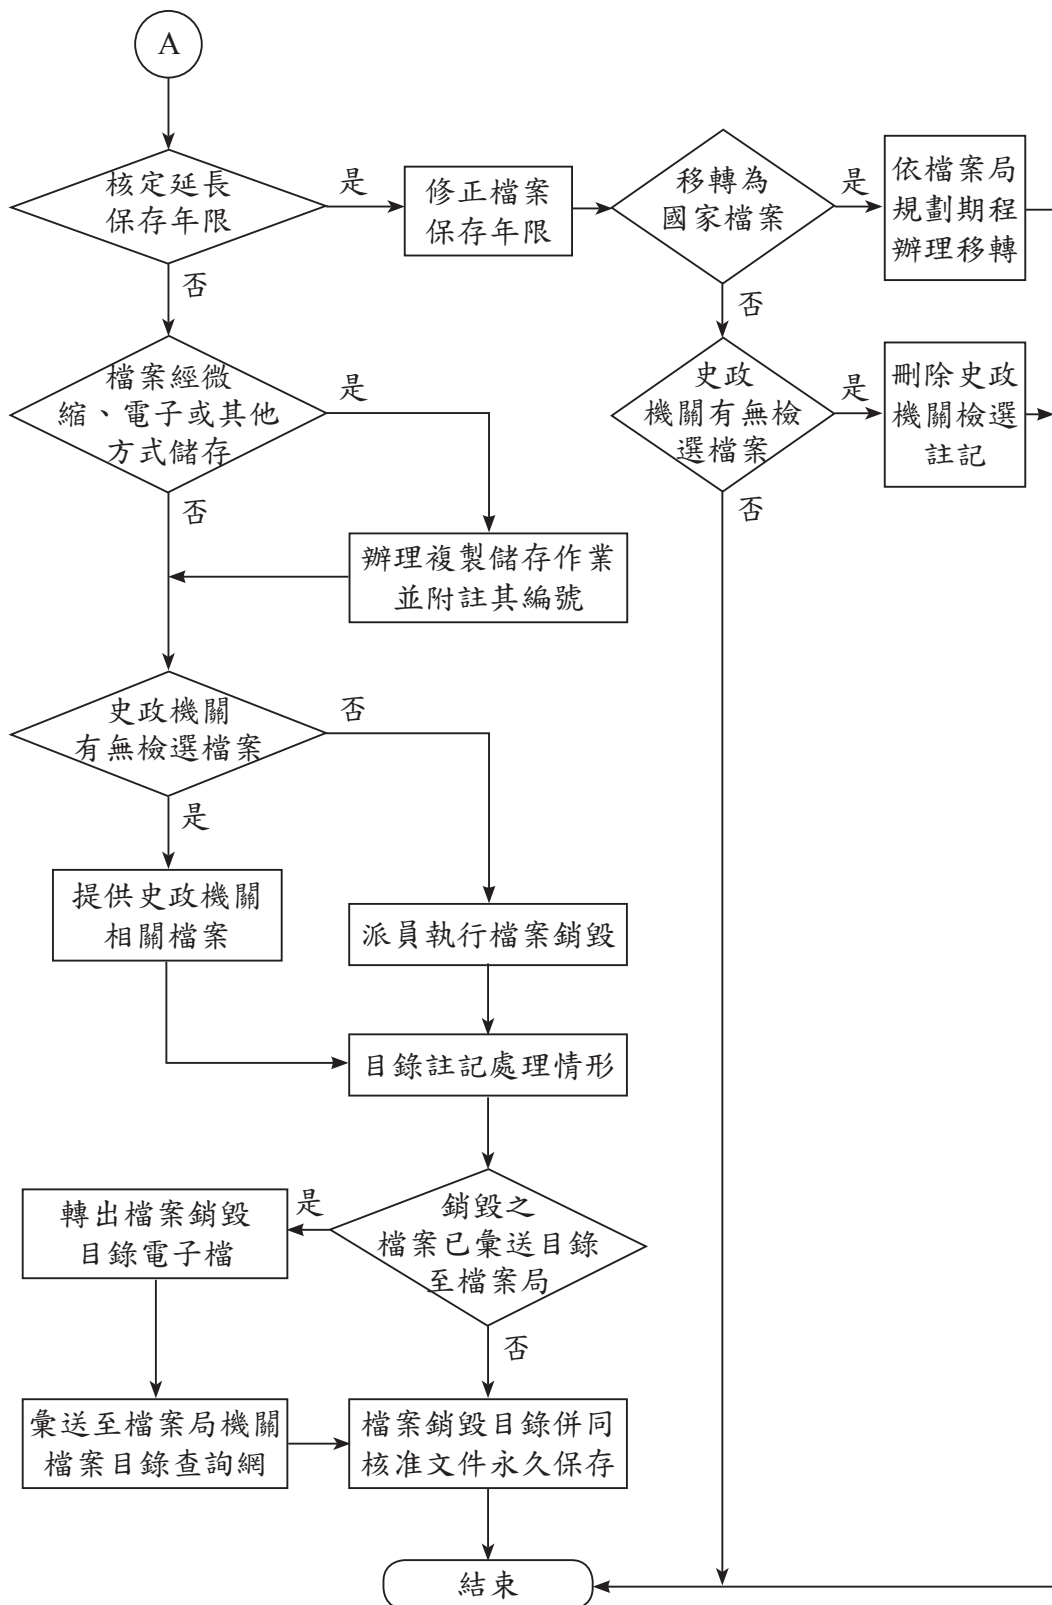 A
核定延長
保存年限
是
修正檔案
保存年限
移轉為
國家檔案
是
依檔案局
規劃期程
辦理移轉
否
否
檔案經微
縮、電子或其他
方式儲存
是
史政
機關有無檢
選檔案
是
刪除史政
機關檢選
註記
否
否
辦理複製儲存作業
並附註其編號
史政機關
有無檢選檔案
否
是
提供史政機關
相關檔案
派員執行檔案銷毀
目錄註記處理情形
銷毀之
檔案已彙送目錄
至檔案局
是
轉出檔案銷毀
目錄電子檔
否
彙送至檔案局機關
檔案目錄查詢網
檔案銷毀目錄併同
核准文件永久保存
結束